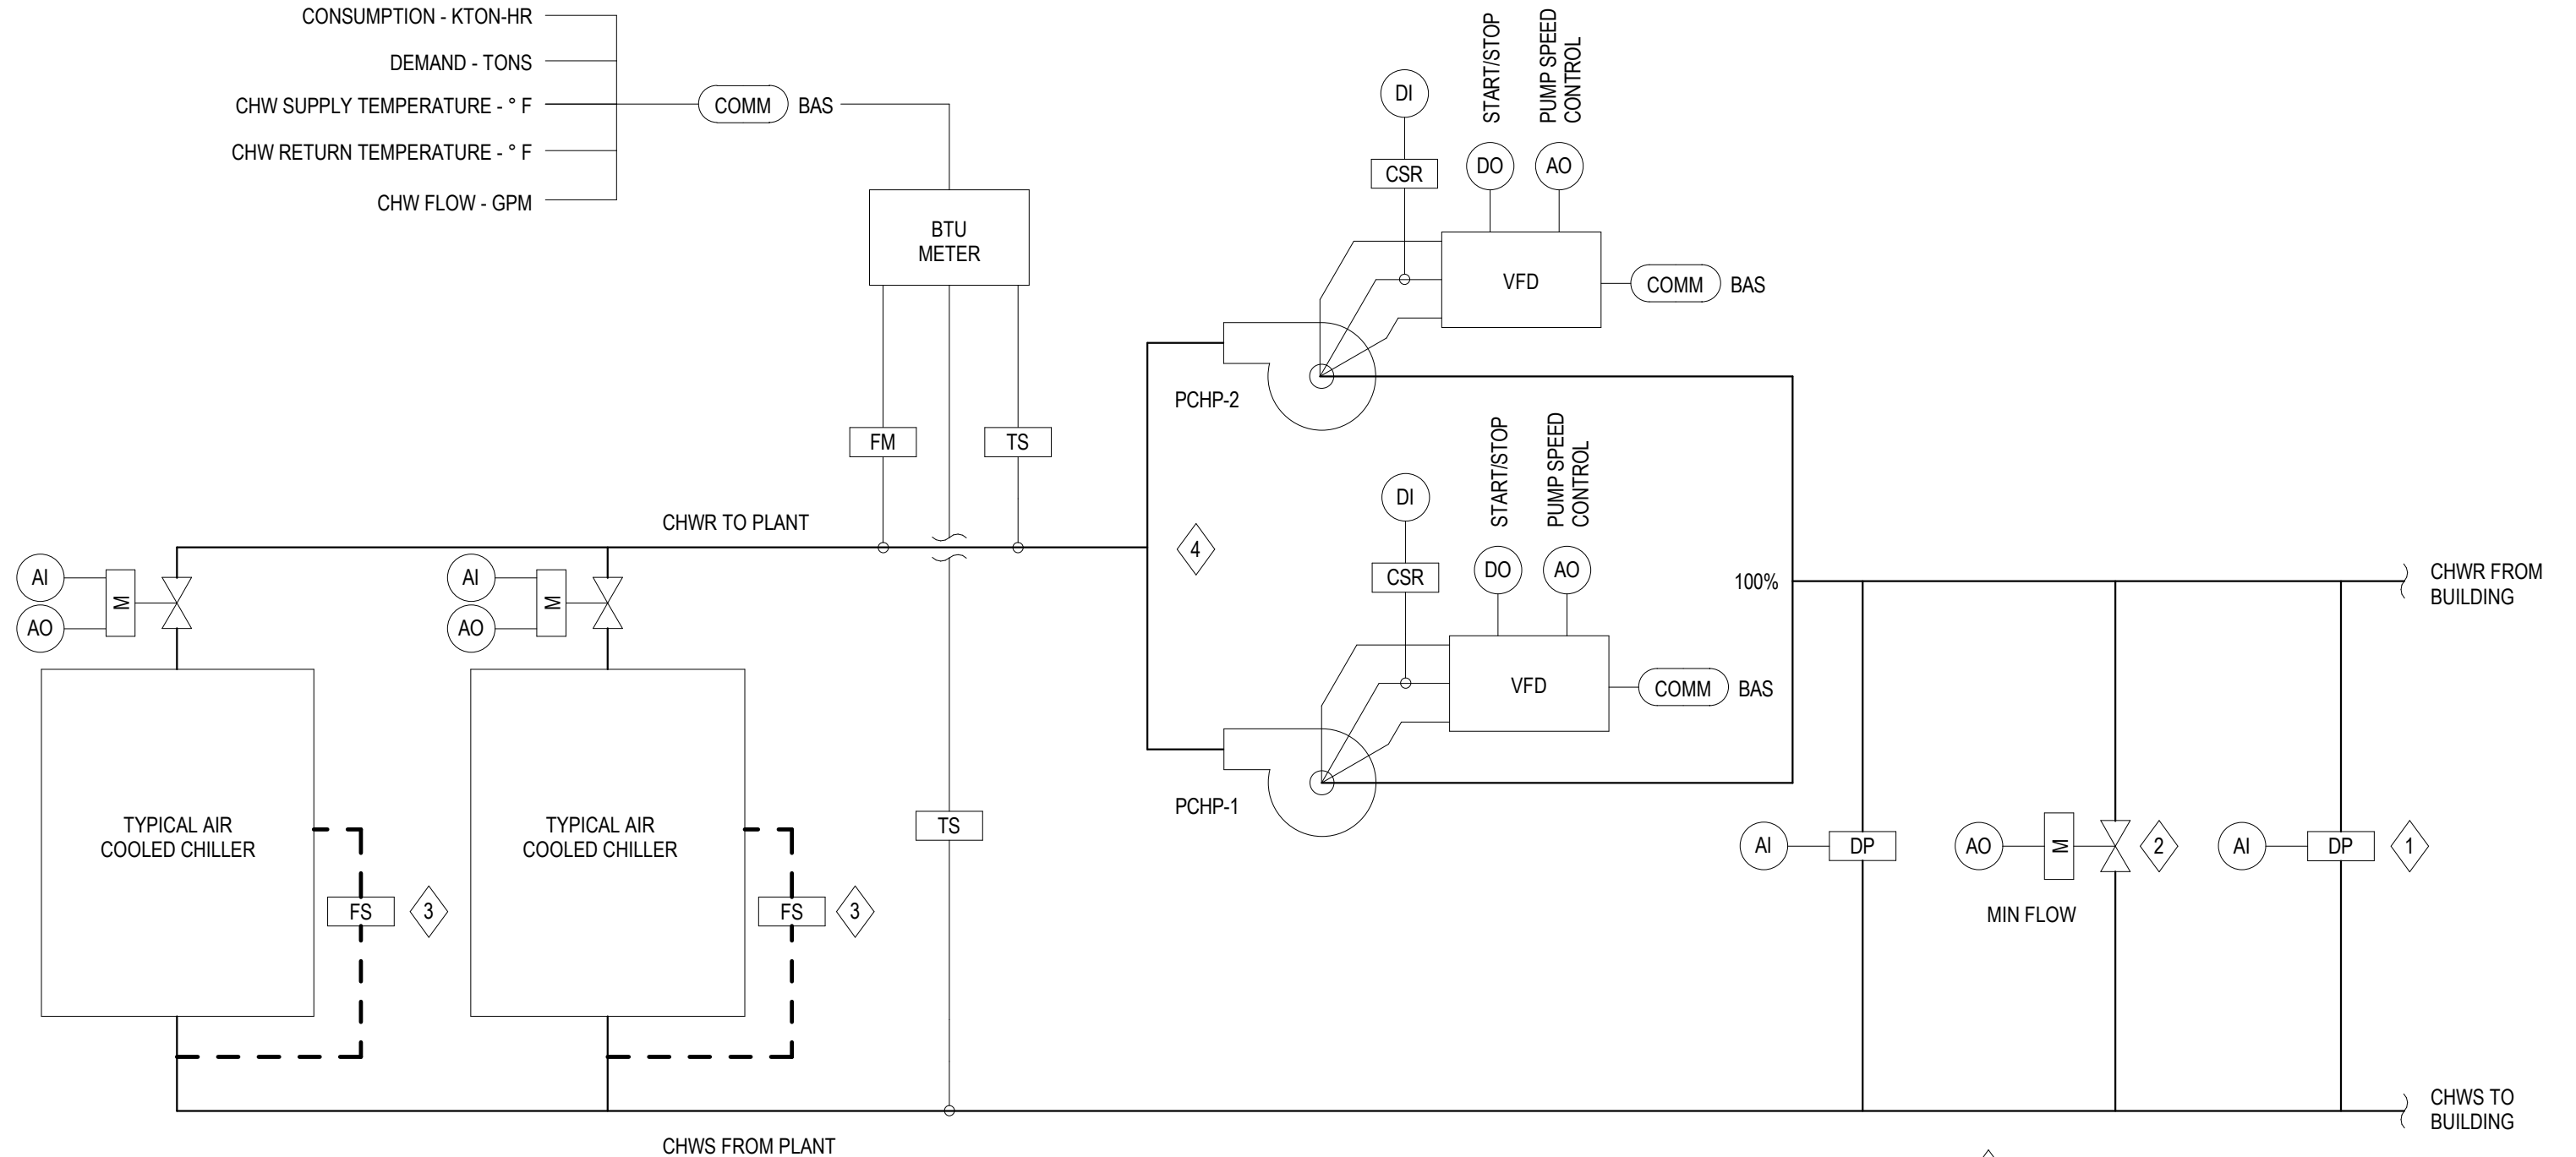 CONSUMPTION - KTON-HR
DEMAND - TONS
CHW SUPPLY TEMPERATURE - ° F
CHW RETURN TEMPERATURE - ° F
CHW FLOW - GPM
COMM
BAS
BTU
METER
FM
TS
DI
CSR
START/STOP
PUMP SPEED
CONTROL
DO
AO
VFD
COMM
BAS
PCHP-2
CHWR TO PLANT
4
DI
CSR
START/STOP
PUMP SPEED
CONTROL
DO
AO
VFD
COMM
BAS
PCHP-1
100%
CHWR FROM
BUILDING
AI
AO
M
AI
AO
M
TYPICAL AIR
COOLED CHILLER
FS
3
TYPICAL AIR
COOLED CHILLER
FS
3
TS
AI
DP
AO
M
2
MIN FLOW
AI
DP
1
CHWS TO
BUILDING
CHWS FROM PLANT